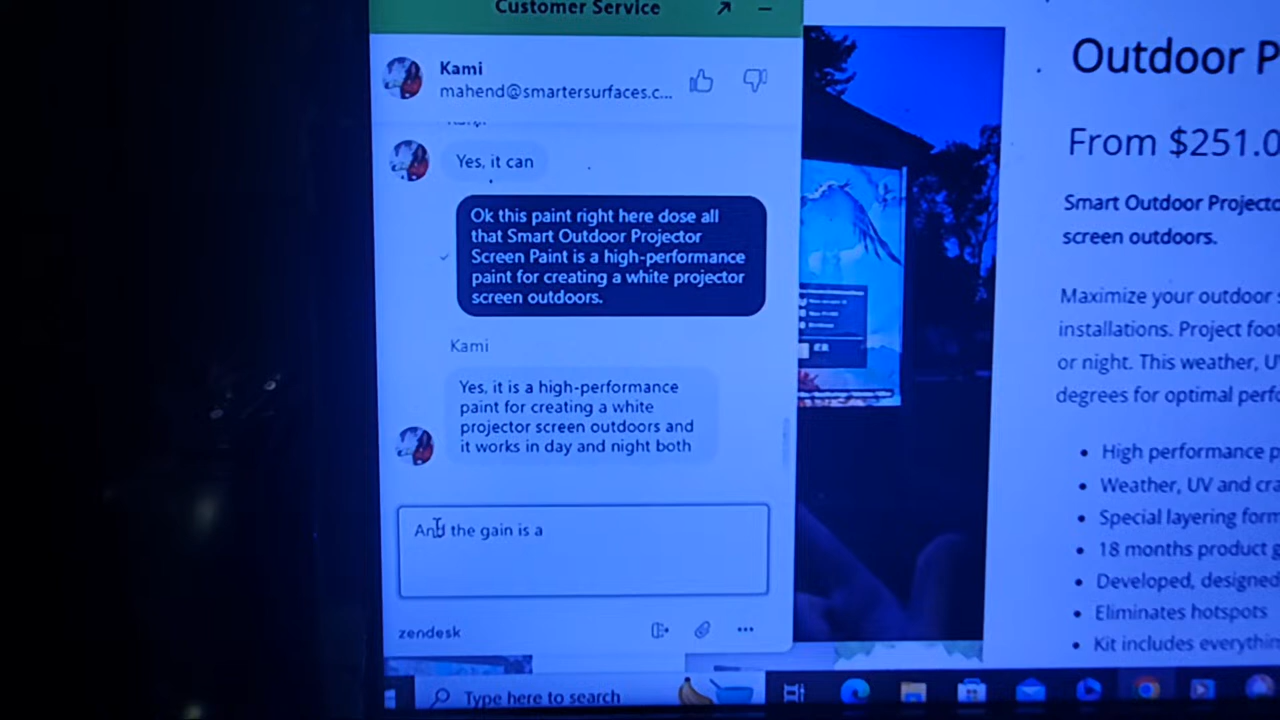 Customer Service
Kami
mahend@smartersurfaces.c...
Yes, it can
Ok this paint right here dose all
that Smart Outdoor Projector
Screen Paint is a high-performance
paint for creating a white projector
screen outdoors.
Kami
Yes, it is a high-performance
paint for creating a white
projector screen outdoors and
it works in day and night both
And the gain is a
zendesk
Type here to search
Outdoor P
From $251.0
Smart Outdoor Projecto
screen outdoors.
Maximize your outdoor
installations. Project foot
or night. This weather, U
degrees for optimal perfo
High performance p
Weather, UV and cra
Special layering form
18 months product g
Developed, designed
Eliminates hotspots
Kit includes everythin